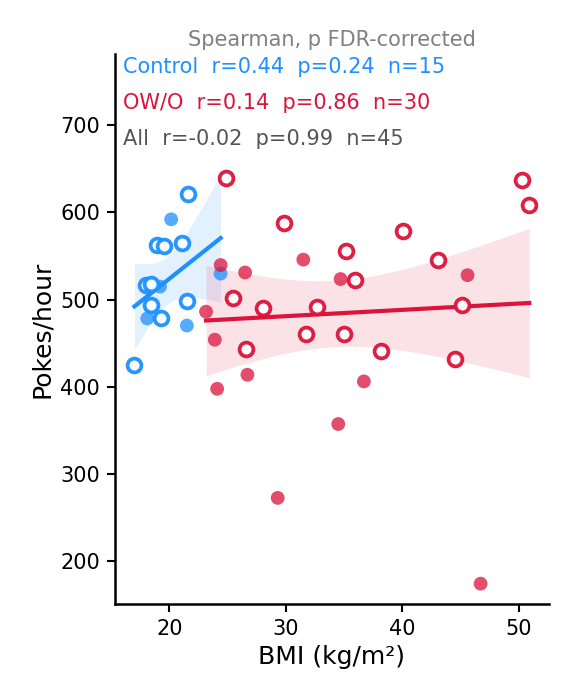 Spearman, p FDR-corrected
Control  r=0.44  p=0.24  n=15
OW/O  r=0.14  p=0.86  n=30
All  r=-0.02  p=0.99  n=45
700
600
500
400
300
200
Pokes/hour
20 30 40 50
BMI (kg/m²)